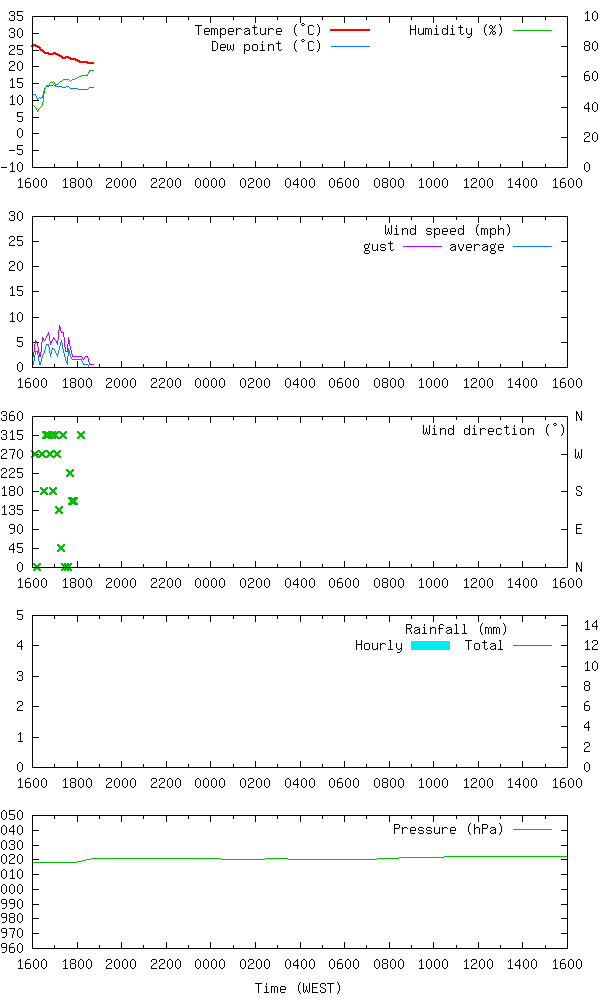 35 Temperature (°C) Humidity (%) 10
30 Dew point (°C) 80
25
20 60
15
10 40
5
0 20
-5
-10 0
1600 1800 2000 2200 0000 0200 0400 0600 0800 1000 1200 1400 1600
30
Wind speed (mph)
25 gust average
20
15
10
5
0
1600 1800 2000 2200 0000 0200 0400 0600 0800 1000 1200 1400 1600
360 N
315 Wind direction (°)
270 W
225
180 S
135
90 E
45
0 N
1600 1800 2000 2200 0000 0200 0400 0600 0800 1000 1200 1400 1600
5
Rainfall (mm) 14
4 Hourly Total 12
10
3
8
2 6
4
1
2
0 0
1600 1800 2000 2200 0000 0200 0400 0600 0800 1000 1200 1400 1600
050
040 Pressure (hPa)
030
020
010
000
990
980
970
960
1600 1800 2000 2200 0000 0200 0400 0600 0800 1000 1200 1400 1600
Time (WEST)